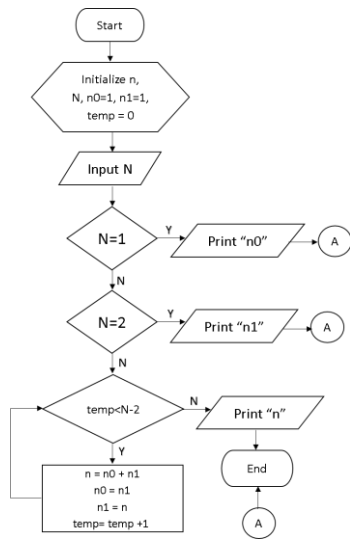 Start
Initialize n,
N, n0=1, n1=1,
temp = 0
Input N
N=1
Y
Print “n0”
A
N
N=2
Y
Print “n1”
A
N
temp<N-2
N
Print “n”
Y
n = n0 + n1
n0 = n1
n1 = n
temp= temp +1
End
A